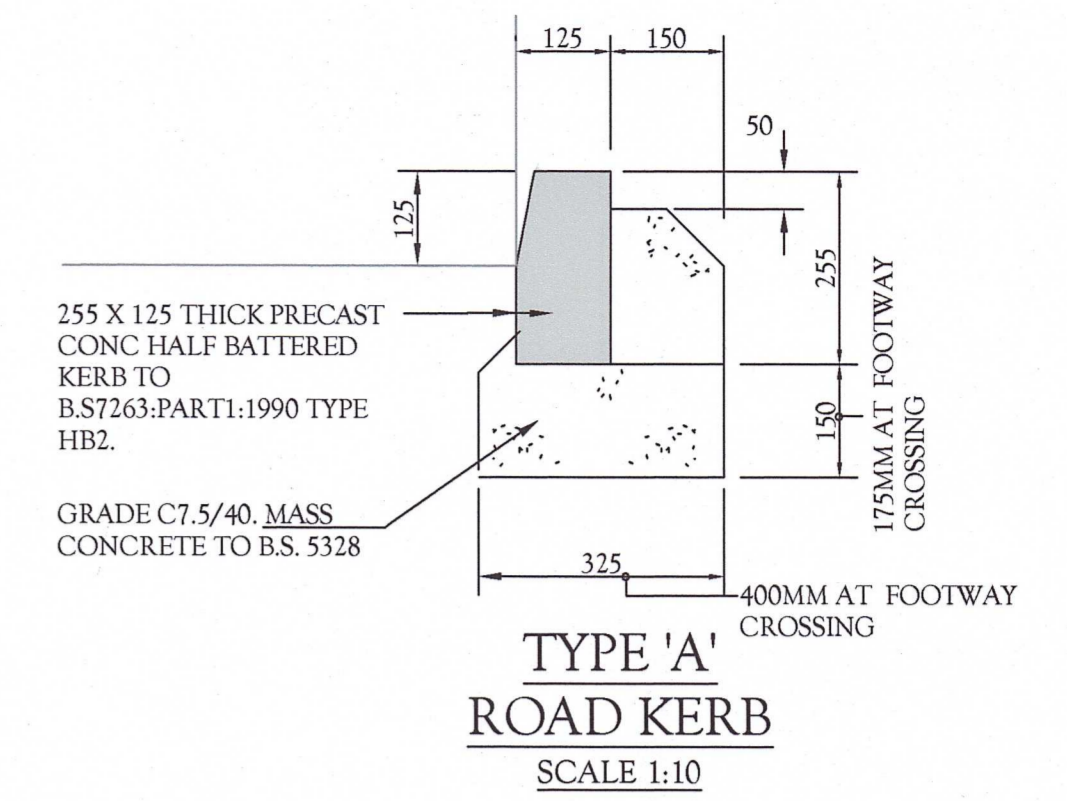 125
150
50
125
255
255 X 125 THICK PRECAST
CONC HALF BATTERED
KERB TO
B.S7263:PART1:1990 TYPE
HB2.
150
175MM AT FOOTWAY
CROSSING
GRADE C7.5/40. MASS
CONCRETE TO B.S. 5328
325
400MM AT FOOTWAY
CROSSING
TYPE 'A'
ROAD KERB
SCALE 1:10